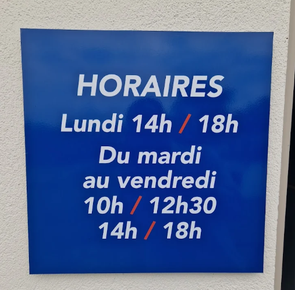 HORAIRES
Lundi 14h / 18h
Du mardi
au vendredi
10h / 12h30
14h / 18h